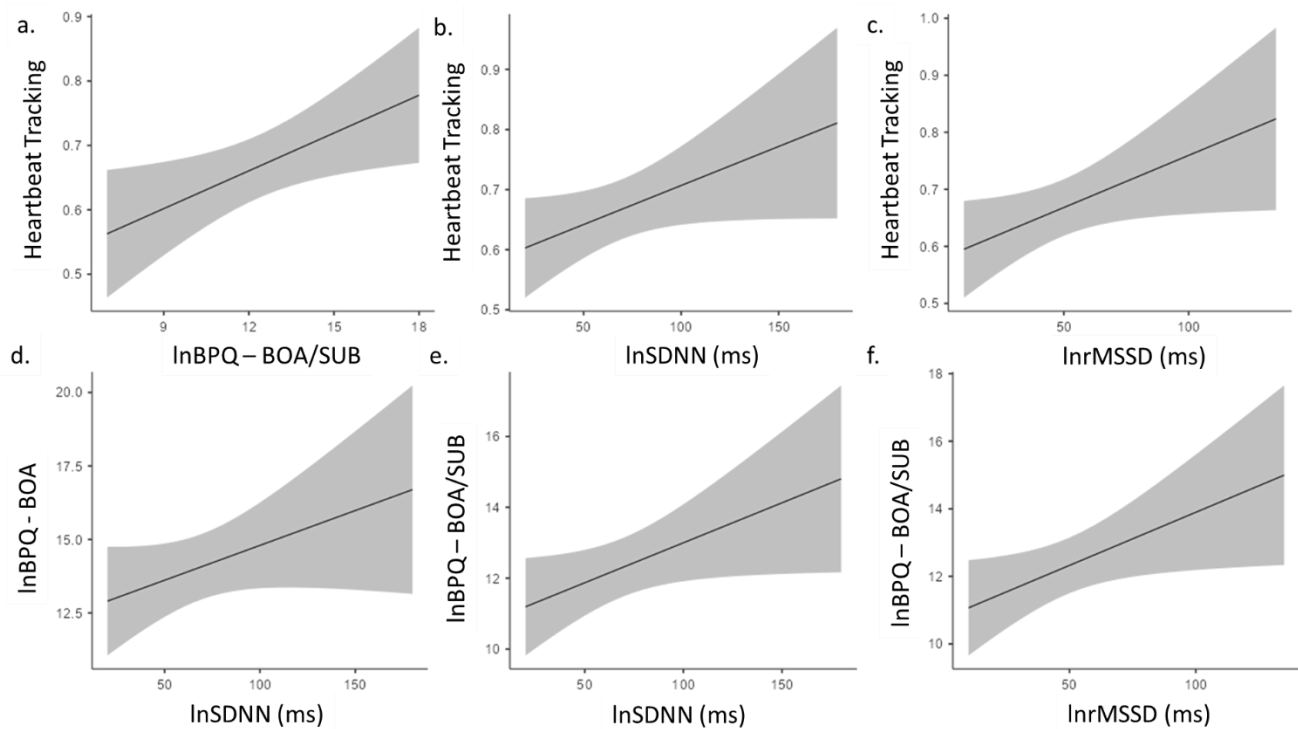 a.
Heartbeat Tracking
0.9
0.8
0.7
0.6
0.5
9
12
15
18
lnBPQ – BOA/SUB
b.
Heartbeat Tracking
0.9
0.8
0.7
0.6
0.5
50
100
150
lnSDNN (ms)
c.
Heartbeat Tracking
1.0
0.9
0.8
0.7
0.6
0.5
50
100
lnrMSSD (ms)
d.
lnBPQ - BOA
20.0
17.5
15.0
12.5
50
100
150
lnSDNN (ms)
e.
lnBPQ – BOA/SUB
16
14
12
10
50
100
150
lnSDNN (ms)
f.
lnBPQ – BOA/SUB
18
16
14
12
10
50
100
lnrMSSD (ms)